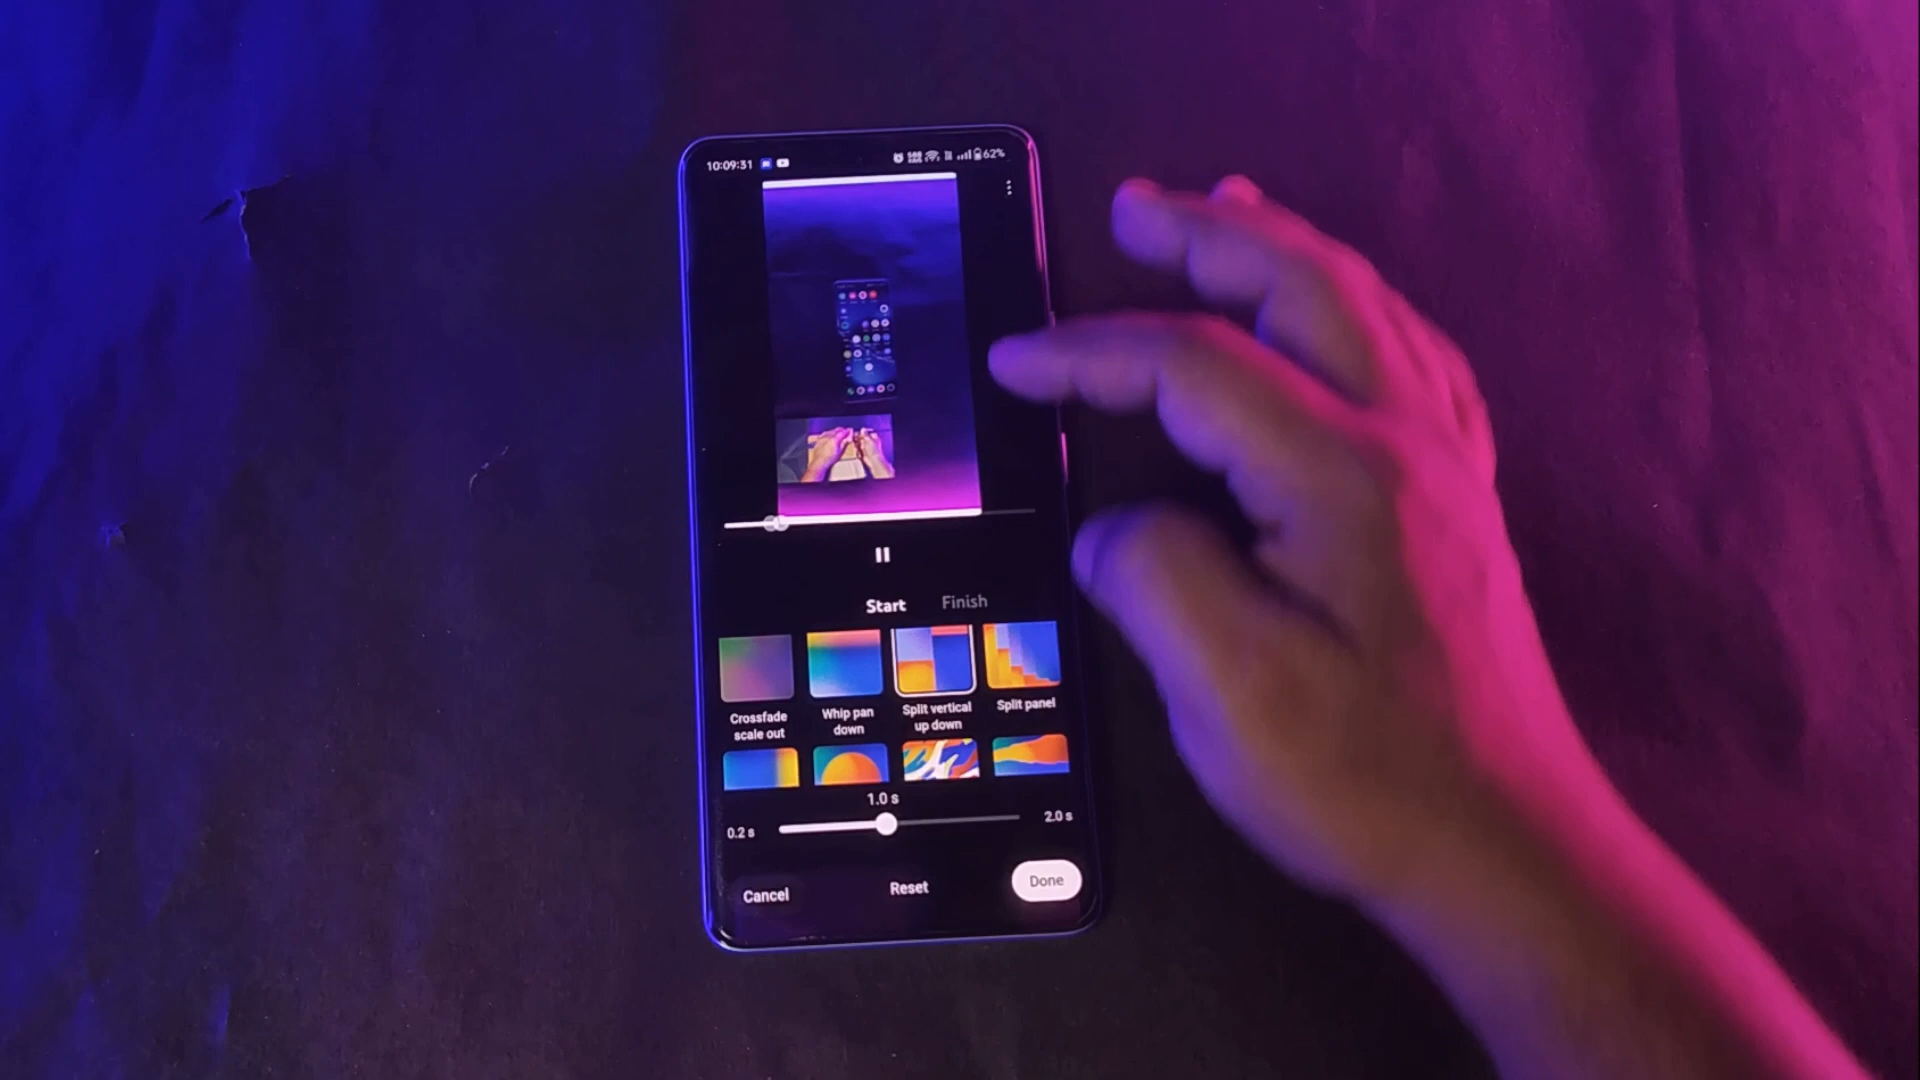 10:09:31
62%
Start Finish
Crossfade
scale out
Whip pan
down
Split vertical
up down
Split panel
1.0 s
0.2 s
2.0 s
Cancel
Reset
Done